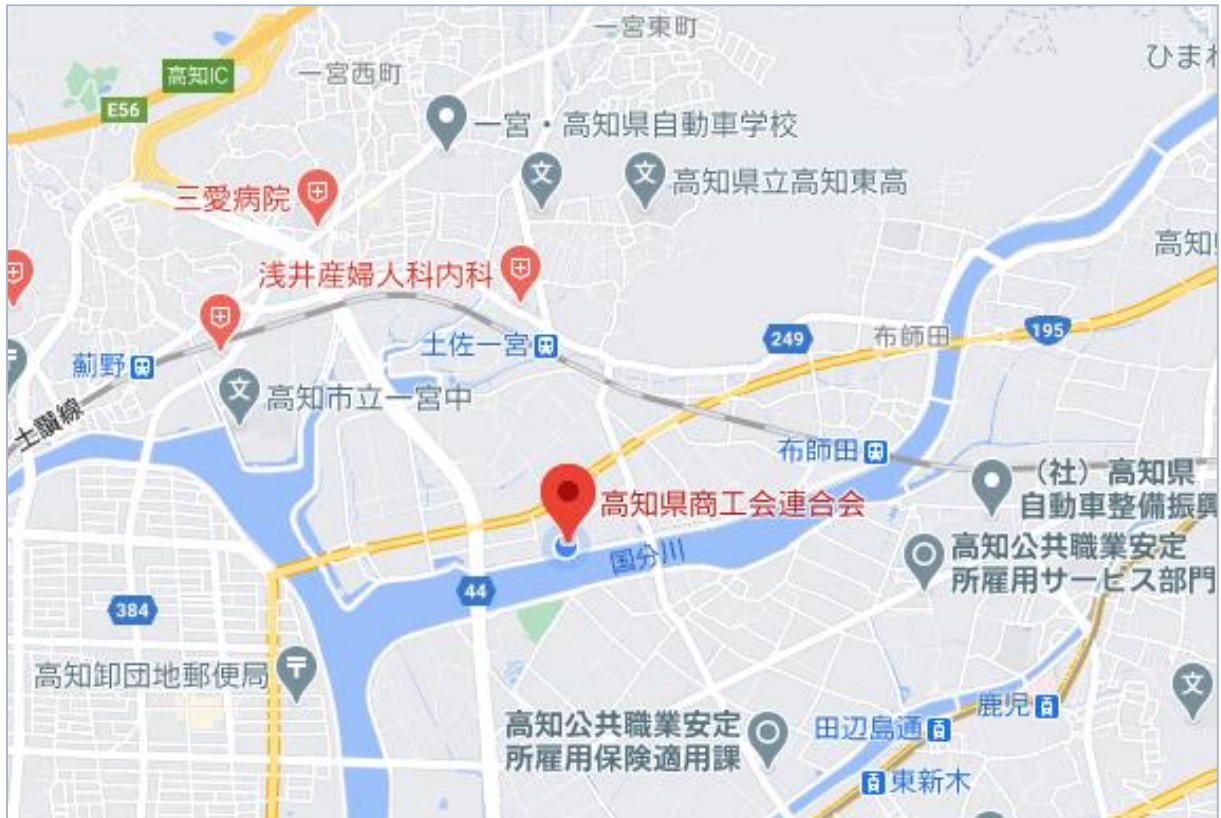 一宮東町
ひまわ
高知IC
一宮西町
E56
一宮・高知県自動車学校
三愛病院
高知県立高知東高
高知
浅井産婦人科内科
249
布師田
195
薊野
土佐一宮
高知市立一宮中
土讃線
布師田
(社)高知県
自動車整備振興
高知県商工会連合会
国分川
高知公共職業安定
所雇用サービス部門
44
384
高知卸団地郵便局
高知公共職業安定
所雇用保険適用課
田辺島通
鹿児
東新木